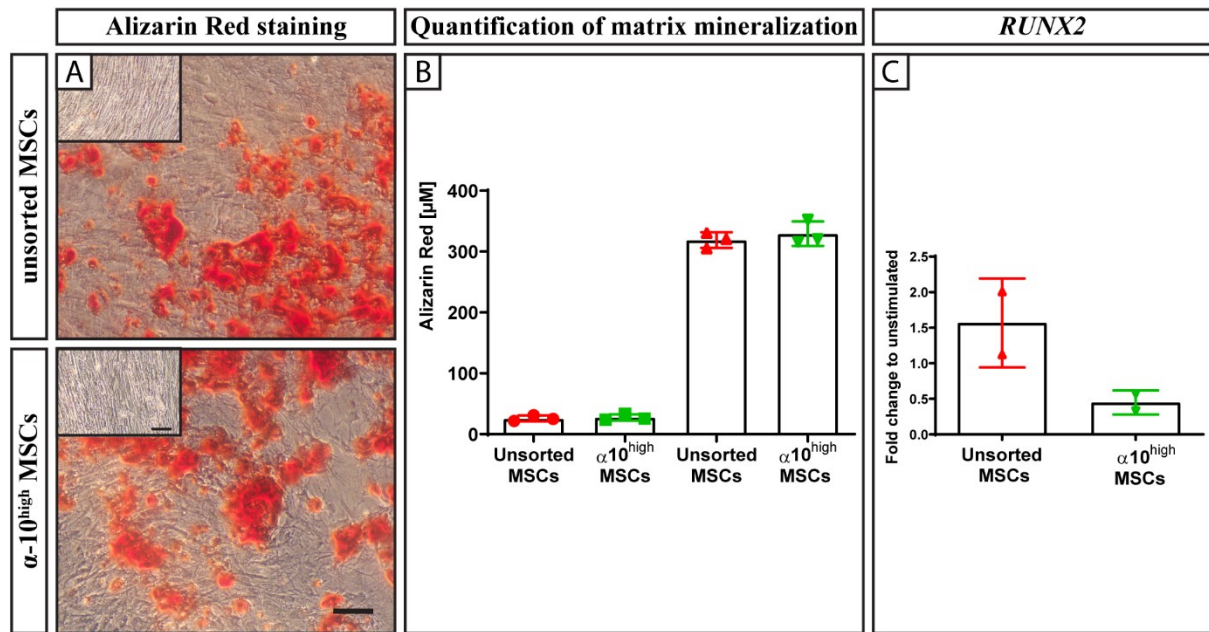 Alizarin Red staining
Quantification of matrix mineralization
RUNX2
unsorted MSCs
α-10high MSCs
A
B
Alizarin Red [µM]
400
300
200
100
0
Unsorted
MSCs
α10high
MSCs
Unsorted
MSCs
α10high
MSCs
C
Fold change to unstimulated
2.5
2.0
1.5
1.0
0.5
0.0
Unsorted
MSCs
α10high
MSCs